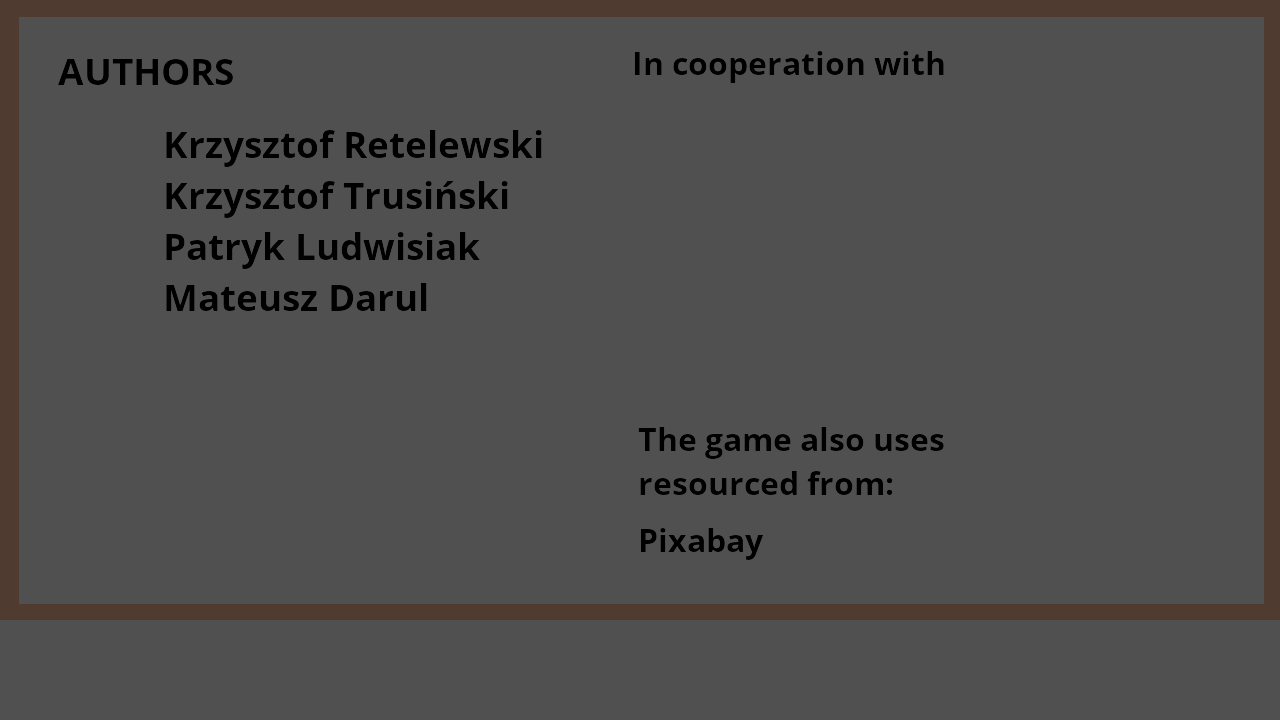 AUTHORS
Krzysztof Retelewski
Krzysztof Trusiński
Patryk Ludwisiak
Mateusz Darul
In cooperation with
The game also uses
resourced from:
Pixabay